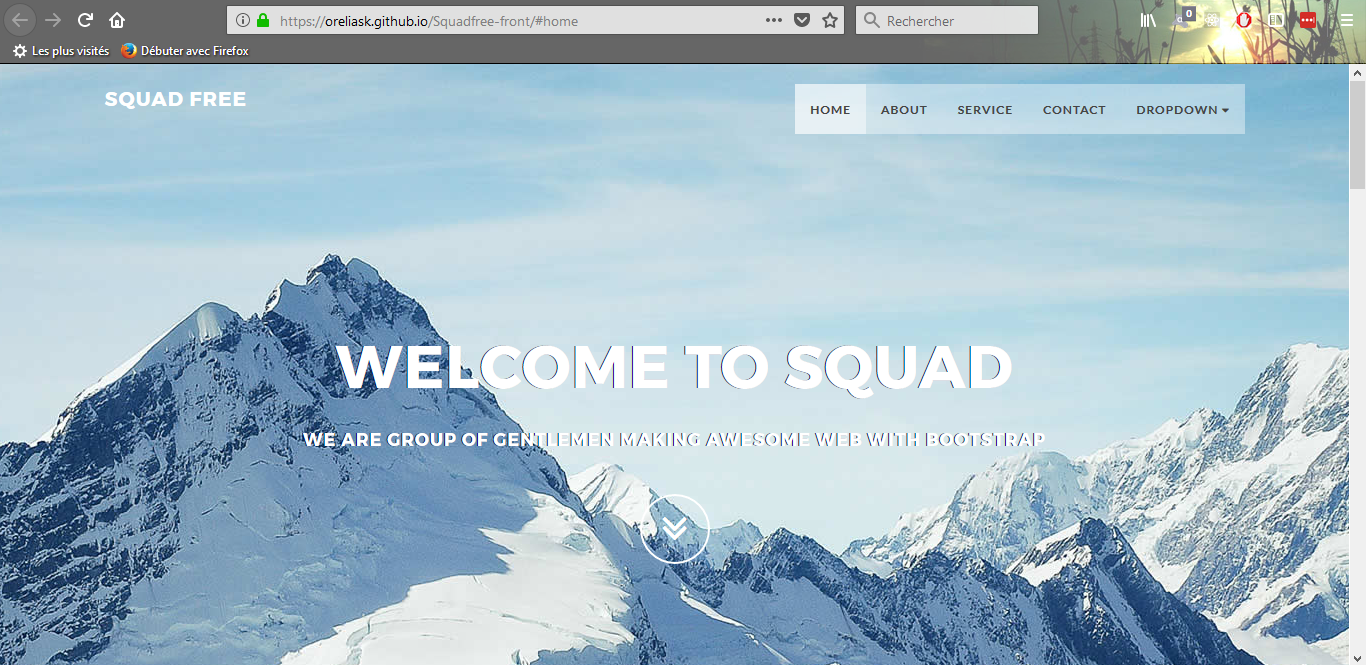 https://oreliask.github.io/Squadfree-front/#home
Rechercher
0
Les plus visités
Débuter avec Firefox
SQUAD FREE
HOME
ABOUT
SERVICE
CONTACT
DROPDOWN
WELCOME TO SQUAD
WE ARE GROUP OF GENTLEMEN MAKING AWESOME WEB WITH BOOTSTRAP